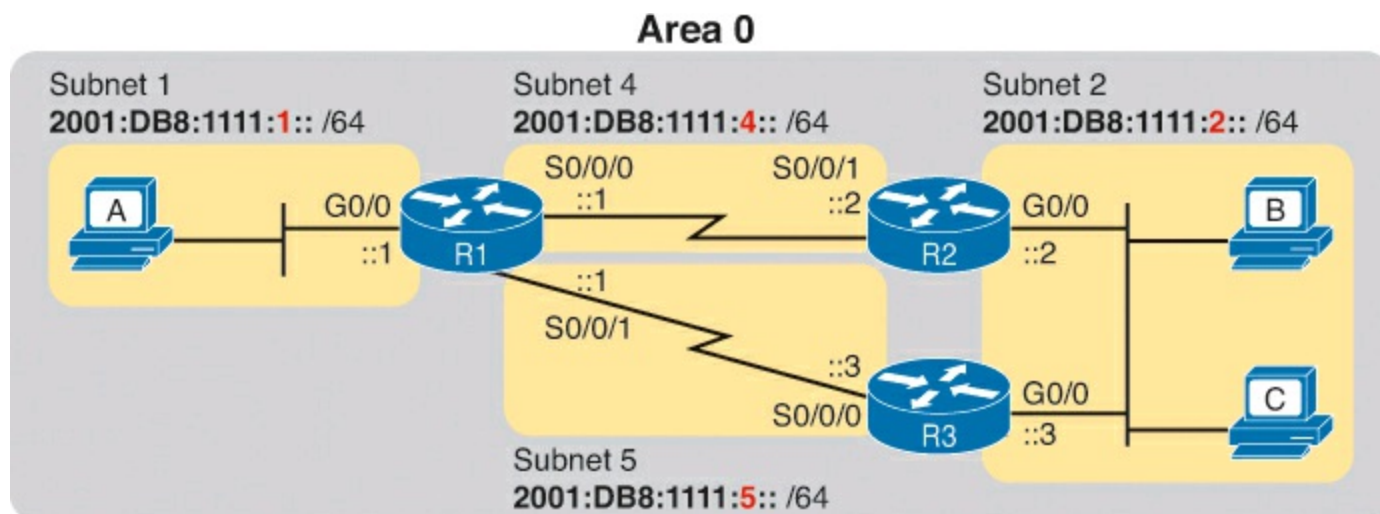 Area 0
Subnet 1
2001:DB8:1111:1:: /64
Subnet 4
2001:DB8:1111:4:: /64
Subnet 2
2001:DB8:1111:2:: /64
A
G0/0
::1
R1
S0/0/0
::1
S0/0/1
::2
R2
G0/0
::2
B
::1
S0/0/1
::3
S0/0/0
R3
G0/0
::3
C
Subnet 5
2001:DB8:1111:5:: /64